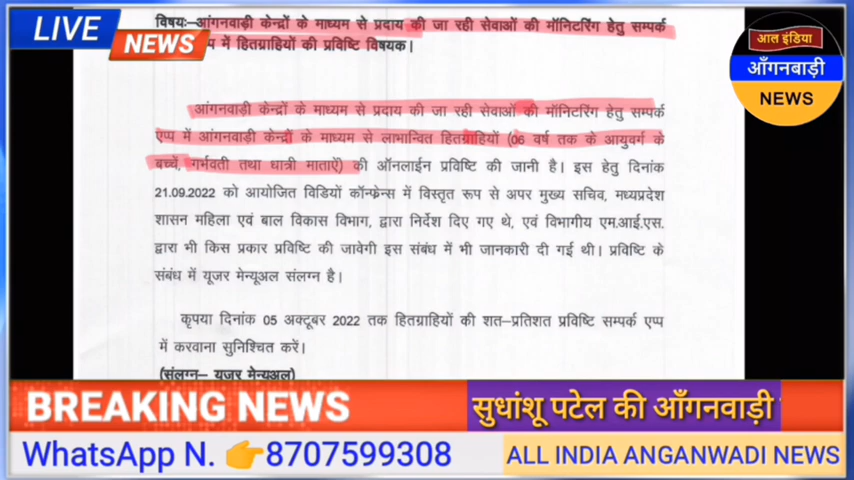 LIVE
NEWS
विषयः–आंगनवाड़ी केन्द्रों के माध्यम से प्रदाय की जा रही सेवाओं की मॉनिटरिंग हेतु सम्पर्क
में हितग्राहियों की प्रविष्टि विषयक।
आल इंडिया
आँगनबाड़ी
NEWS
आंगनवाड़ी केन्द्रों के माध्यम से प्रदाय की जा रही सेवाओं की मॉनिटरिंग हेतु सम्पर्क
एप्प में आंगनवाड़ी केन्द्रों के माध्यम से लाभान्वित हितग्राहियों (06 वर्ष तक के आयुवर्ग के
बच्चें, गर्भवती तथा धात्री माताऐं) की ऑनलाईन प्रविष्टि की जानी है। इस हेतु दिनांक
21.09.2022 को आयोजित विडियों कॉन्फ्रेन्स में विस्तृत रूप से अपर मुख्य सचिव, मध्यप्रदेश
शासन महिला एवं बाल विकास विभाग, द्वारा निर्देश दिए गए थे, एवं विभागीय एम.आई.एस.
द्वारा भी किस प्रकार प्रविष्टि की जावेगी इस संबंध में भी जानकारी दी गई थी। प्रविष्टि के
संबंध में यूजर मेन्यूअल संलग्न है।
कृपया दिनांक 05 अक्टूबर 2022 तक हितग्राहियों की शत–प्रतिशत प्रविष्टि सम्पर्क एप्प
में करवाना सुनिश्चित करें।
(संलग्न– यूजर मेन्यूअल)
BREAKING NEWS
सुधांशू पटेल की आँगनवाड़ी
WhatsApp N. 👉8707599308
ALL INDIA ANGANWADI NEWS